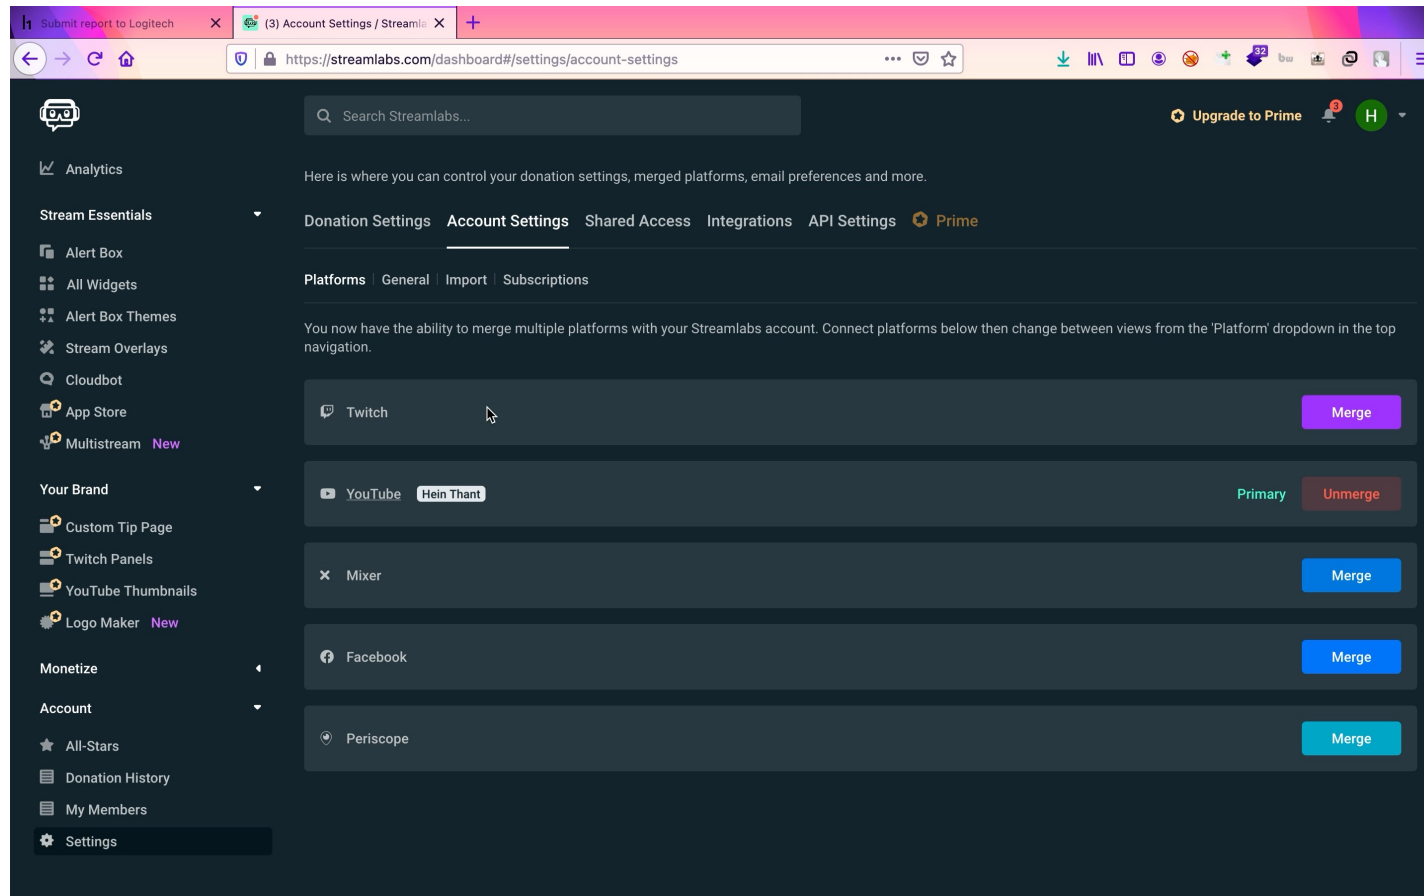 Submit report to Logitech
(3) Account Settings / Streamla
https://streamlabs.com/dashboard#/settings/account-settings
32
bw
Search Streamlabs...
Upgrade to Prime
3
H
Analytics
Stream Essentials
Alert Box
All Widgets
Alert Box Themes
Stream Overlays
Cloudbot
App Store
Multistream New
Your Brand
Custom Tip Page
Twitch Panels
YouTube Thumbnails
Logo Maker New
Monetize
Account
All-Stars
Donation History
My Members
Settings
Here is where you can control your donation settings, merged platforms, email preferences and more.
Donation Settings Account Settings Shared Access Integrations API Settings Prime
Platforms General Import Subscriptions
You now have the ability to merge multiple platforms with your Streamlabs account. Connect platforms below then change between views from the 'Platform' dropdown in the top
navigation.
Twitch Merge
YouTube Hein Thant Primary Unmerge
Mixer Merge
Facebook Merge
Periscope Merge